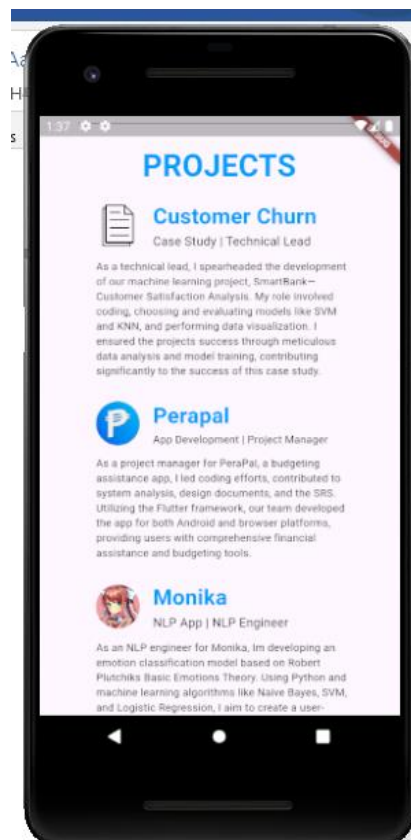 1:37
PROJECTS
Customer Churn
Case Study | Technical Lead
As a technical lead, I spearheaded the development
of our machine learning project, SmartBank—
Customer Satisfaction Analysis. My role involved
coding, choosing and evaluating models like SVM
and KNN, and performing data visualization. I
ensured the projects success through meticulous
data analysis and model training, contributing
significantly to the success of this case study.
Perapal
App Development | Project Manager
As a project manager for PeraPal, a budgeting
assistance app, I led coding efforts, contributed to
system analysis, design documents, and the SRS.
Utilizing the Flutter framework, our team developed
the app for both Android and browser platforms,
providing users with comprehensive financial
assistance and budgeting tools.
Monika
NLP App | NLP Engineer
As an NLP engineer for Monika, Im developing an
emotion classification model based on Robert
Plutchiks Basic Emotions Theory. Using Python and
machine learning algorithms like Naive Bayes, SVM,
and Logistic Regression, I aim to create a user-